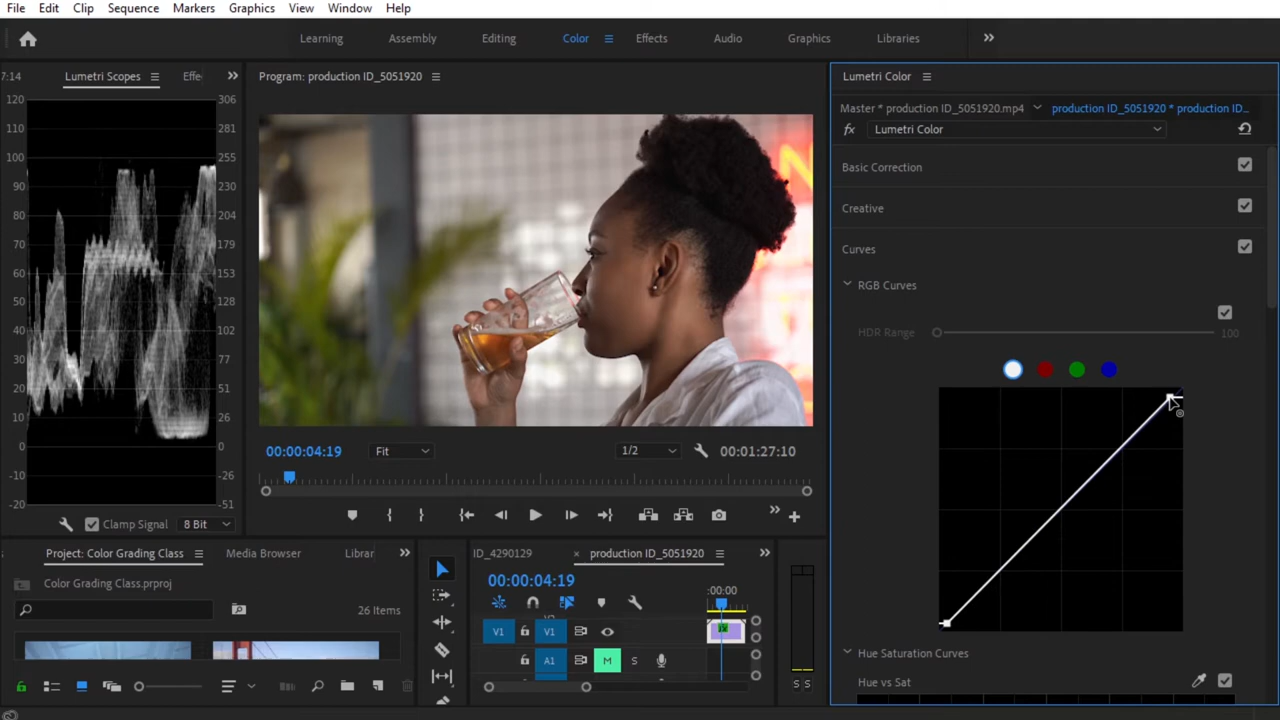 File Edit Clip Sequence Markers Graphics View Window Help
Learning Assembly Editing Color Effects Audio Graphics Libraries
7:14 Lumetri Scopes Effe
Program: production ID_5051920
Lumetri Color
Master * production ID_5051920.mp4 production ID_5051920 * production ID...
fx Lumetri Color
Basic Correction
Creative
Curves
RGB Curves
HDR Range 100
Hue Saturation Curves
Hue vs Sat
120 306
110 281
100 255
90 230
80 204
70 179
60 153
50 128
40 102
30 77
20 51
10 26
0 0
-10 -26
-20 -51
Clamp Signal 8 Bit
00:00:04:19 Fit 1/2 00:01:27:10
Project: Color Grading Class Media Browser Librar
Color Grading Class.prproj
26 Items
ID_4290129 × production ID_5051920
00:00:04:19 :00:00
V1 V1 fx
A1 M S
S S